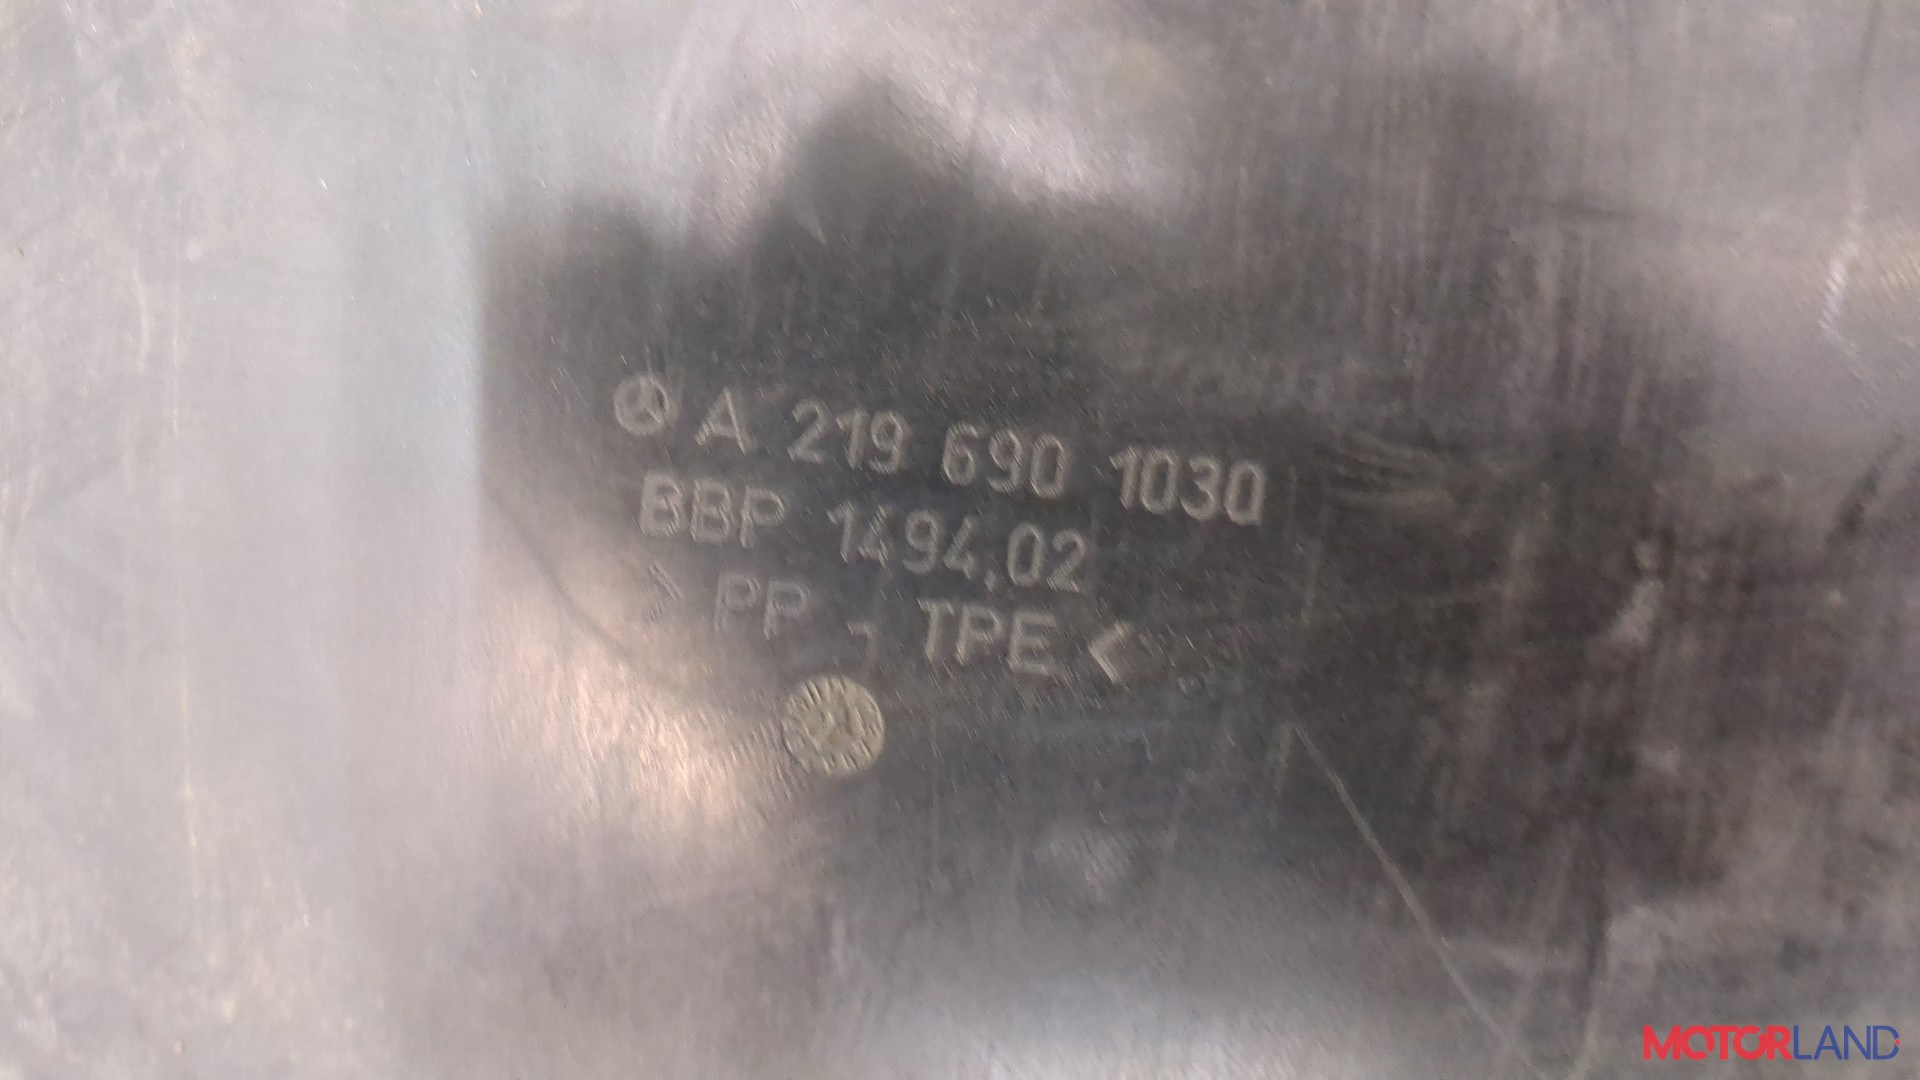 A 219 690 1030
BBP 1494.02
> PP - TPE <
MOTORLAND